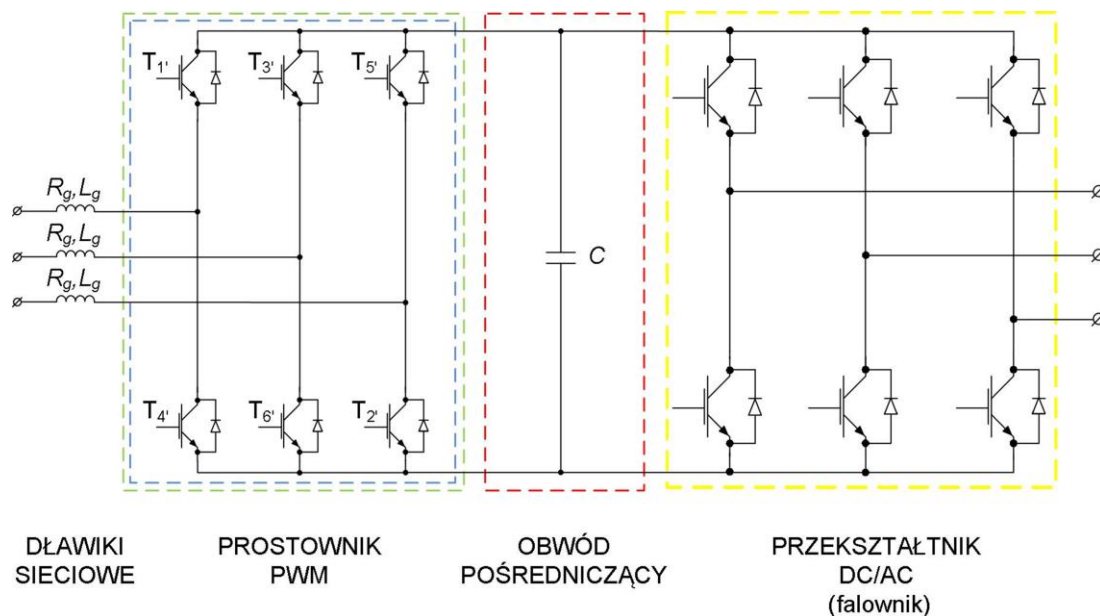 T1'
T3'
T5'
Rg,Lg
Rg,Lg
Rg,Lg
C
T4'
T6'
T2'
DŁAWIKI
SIECIOWE
PROSTOWNIK
PWM
OBWÓD
POŚREDNICZĄCY
PRZEKSZTAŁTNIK
DC/AC
(falownik)